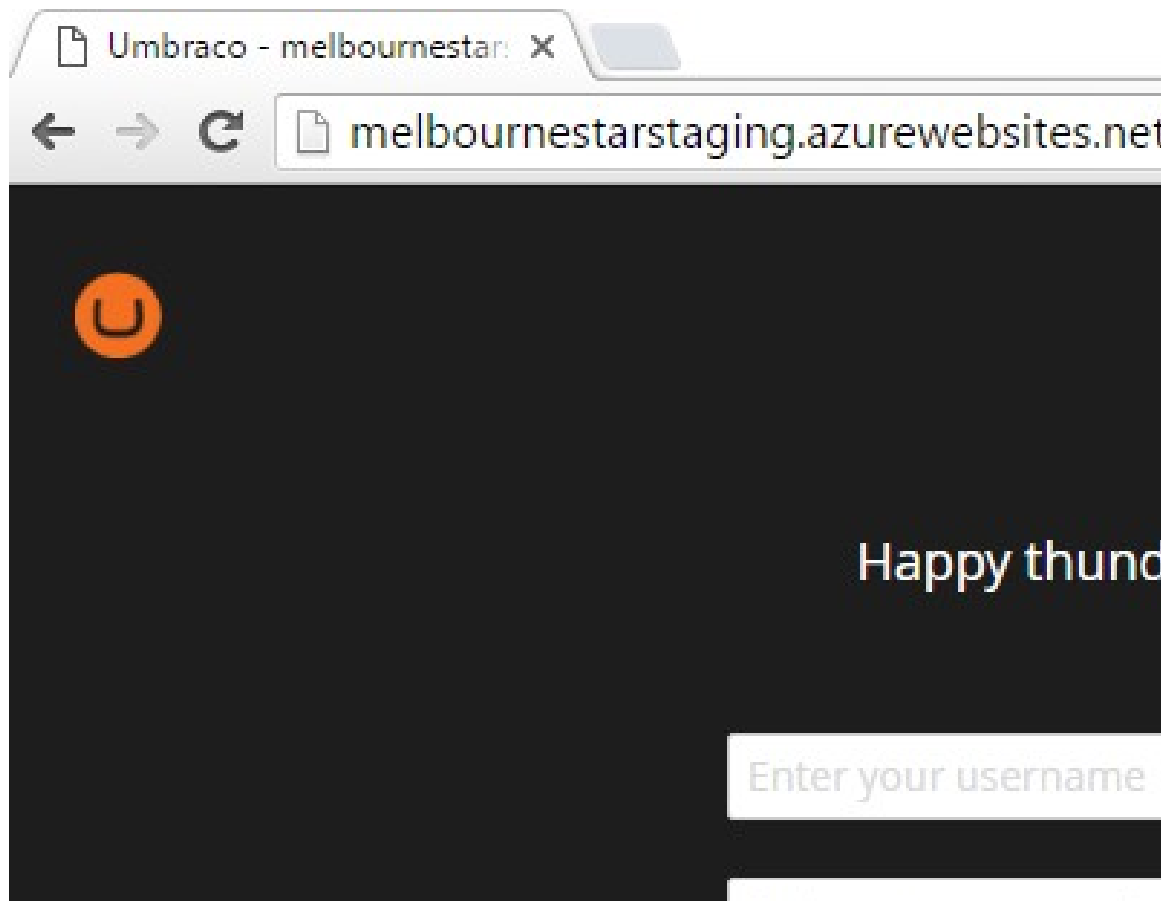 Umbraco - melbournestar
melbournestarstaging.azurewebsites.net
Happy thund
Enter your username